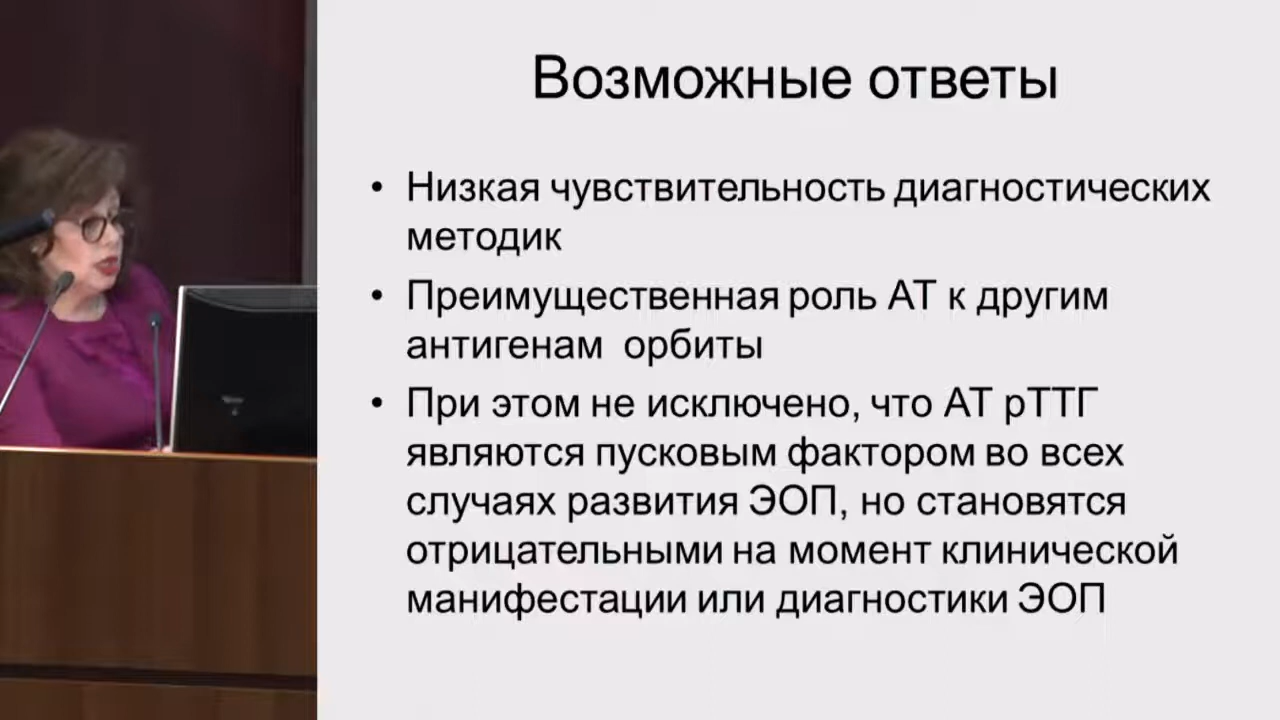 Возможные ответы
• Низкая чувствительность диагностических
методик
• Преимущественная роль АТ к другим
антигенам орбиты
• При этом не исключено, что АТ рТТГ
являются пусковым фактором во всех
случаях развития ЭОП, но становятся
отрицательными на момент клинической
манифестации или диагностики ЭОП